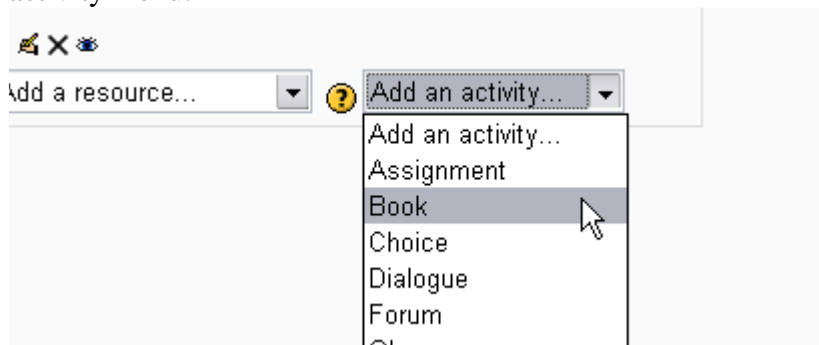 Add a resource...
Add an activity...
Add an activity...
Assignment
Book
Choice
Dialogue
Forum